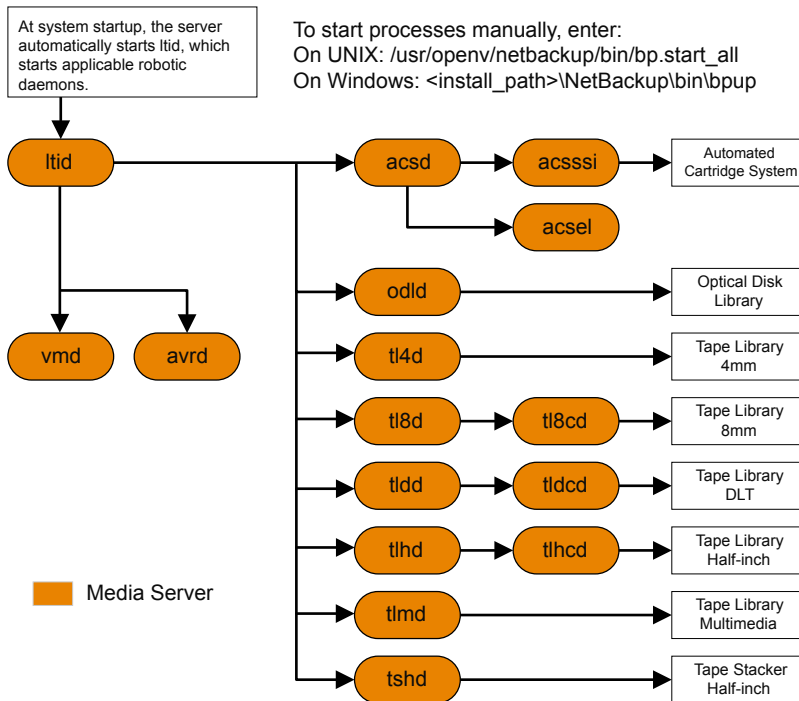 At system startup, the server
automatically starts ltid, which
starts applicable robotic
daemons.
To start processes manually, enter:
On UNIX: /usr/openv/netbackup/bin/bp.start_all
On Windows: <install_path>\NetBackup\bin\bpup
ltid
acsd
acsssi
Automated
Cartridge System
acsel
odld
Optical Disk
Library
vmd
avrd
tl4d
Tape Library
4mm
tl8d
tl8cd
Tape Library
8mm
tldd
tldcd
Tape Library
DLT
tlhd
tlhcd
Tape Library
Half-inch
Media Server
tlmd
Tape Library
Multimedia
tshd
Tape Stacker
Half-inch